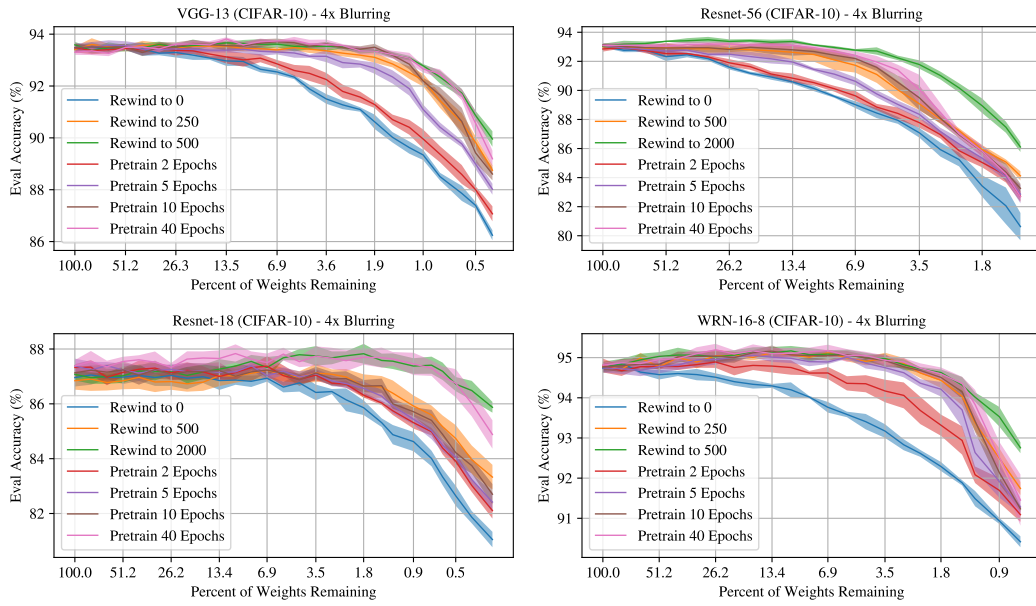 VGG-13 (CIFAR-10) - 4x Blurring
Eval Accuracy (%)
94
92
90
88
86
Rewind to 0
Rewind to 250
Rewind to 500
Pretrain 2 Epochs
Pretrain 5 Epochs
Pretrain 10 Epochs
Pretrain 40 Epochs
100.0 51.2 26.3 13.5 6.9 3.6 1.9 1.0 0.5
Percent of Weights Remaining
Resnet-56 (CIFAR-10) - 4x Blurring
Eval Accuracy (%)
94
92
90
88
86
84
82
80
Rewind to 0
Rewind to 500
Rewind to 2000
Pretrain 2 Epochs
Pretrain 5 Epochs
Pretrain 10 Epochs
Pretrain 40 Epochs
100.0 51.2 26.2 13.4 6.9 3.5 1.8
Percent of Weights Remaining
Resnet-18 (CIFAR-10) - 4x Blurring
Eval Accuracy (%)
88
86
84
82
Rewind to 0
Rewind to 500
Rewind to 2000
Pretrain 2 Epochs
Pretrain 5 Epochs
Pretrain 10 Epochs
Pretrain 40 Epochs
100.0 51.2 26.3 13.5 6.9 3.5 1.8 0.9 0.5
Percent of Weights Remaining
WRN-16-8 (CIFAR-10) - 4x Blurring
Eval Accuracy (%)
95
94
93
92
91
Rewind to 0
Rewind to 250
Rewind to 500
Pretrain 2 Epochs
Pretrain 5 Epochs
Pretrain 10 Epochs
Pretrain 40 Epochs
100.0 51.2 26.2 13.4 6.9 3.5 1.8 0.9
Percent of Weights Remaining